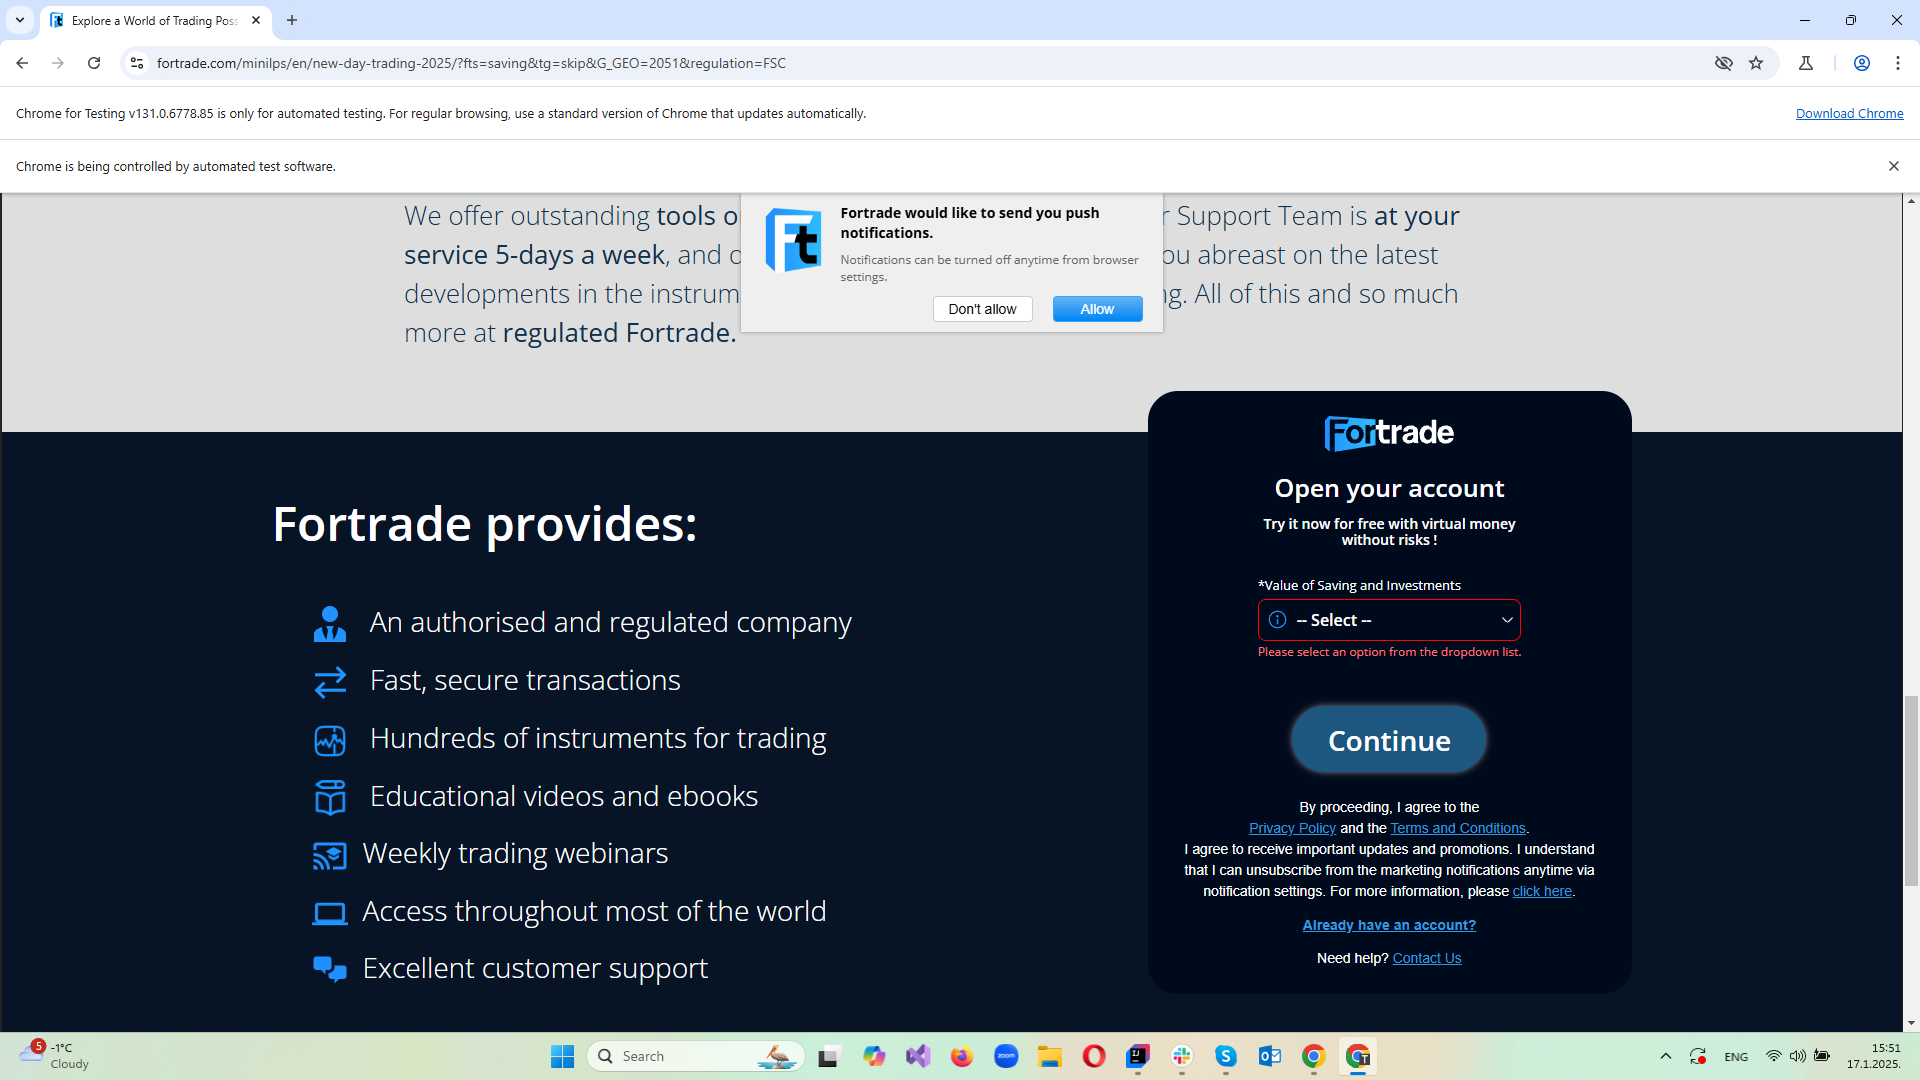 Explore a World of Trading Poss
fortrade.com/minilps/en/new-day-trading-2025/?fts=saving&tg=skip&G_GEO=2051&regulation=FSC
Chrome for Testing v131.0.6778.85 is only for automated testing. For regular browsing, use a standard version of Chrome that updates automatically.
Download Chrome
Chrome is being controlled by automated test software.
We offer outstanding tools o
r Support Team is at your
service 5-days a week, and o
ou abreast on the latest
developments in the instrum
ng. All of this and so much
more at regulated Fortrade.
Ft
Fortrade would like to send you push
notifications.
Notifications can be turned off anytime from browser
settings.
Don't allow
Allow
Fortrade provides:
An authorised and regulated company
Fast, secure transactions
Hundreds of instruments for trading
Educational videos and ebooks
Weekly trading webinars
Access throughout most of the world
Excellent customer support
Fortrade
Open your account
Try it now for free with virtual money
without risks !
*Value of Saving and Investments
-- Select --
Please select an option from the dropdown list.
Continue
By proceeding, I agree to the
Privacy Policy and the Terms and Conditions.
I agree to receive important updates and promotions. I understand
that I can unsubscribe from the marketing notifications anytime via
notification settings. For more information, please click here.
Already have an account?
Need help? Contact Us
5
-1°C
Cloudy
Search
zoom
ENG
15:51
17.1.2025.